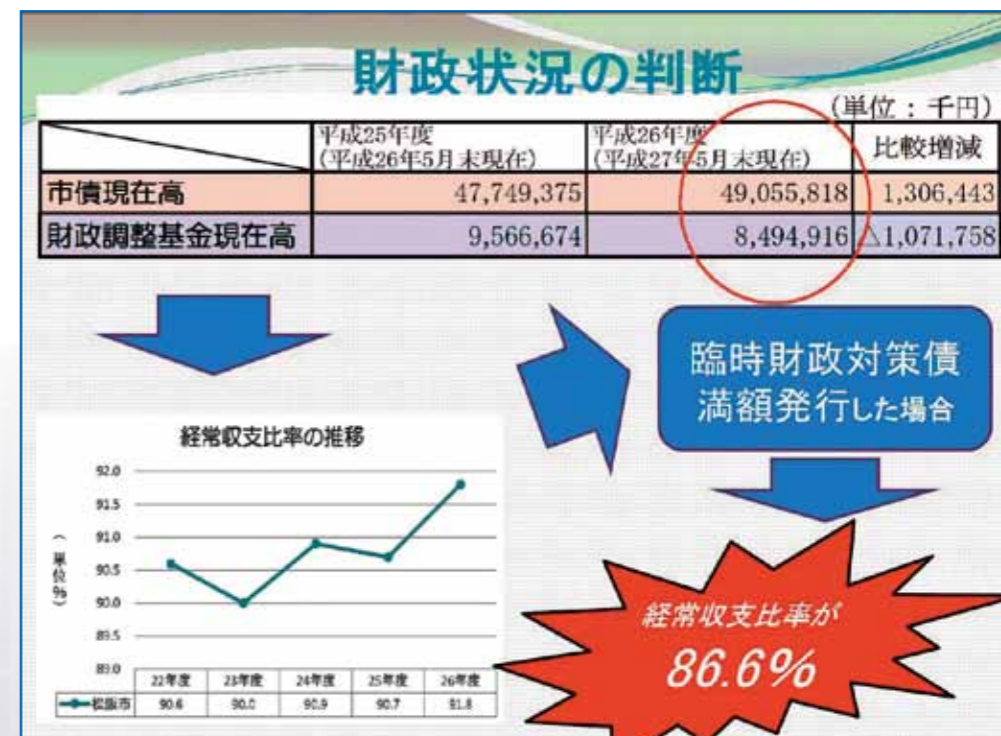 財政状況の判断
（単位：千円）
平成25年度
（平成26年5月末現在）
平成26年度
（平成27年5月末現在）
比較増減
市債現在高 47,749,375 49,055,818 1,306,443
財政調整基金現在高 9,566,674 8,494,916 △1,071,758
臨時財政対策債
満額発行した場合
経常収支比率の推移
（単位％）
92.0
91.5
91.0
90.5
90.0
89.5
89.0
22年度 23年度 24年度 25年度 26年度
松阪市 90.6 90.0 90.9 90.7 91.8
経常収支比率が
86.6%